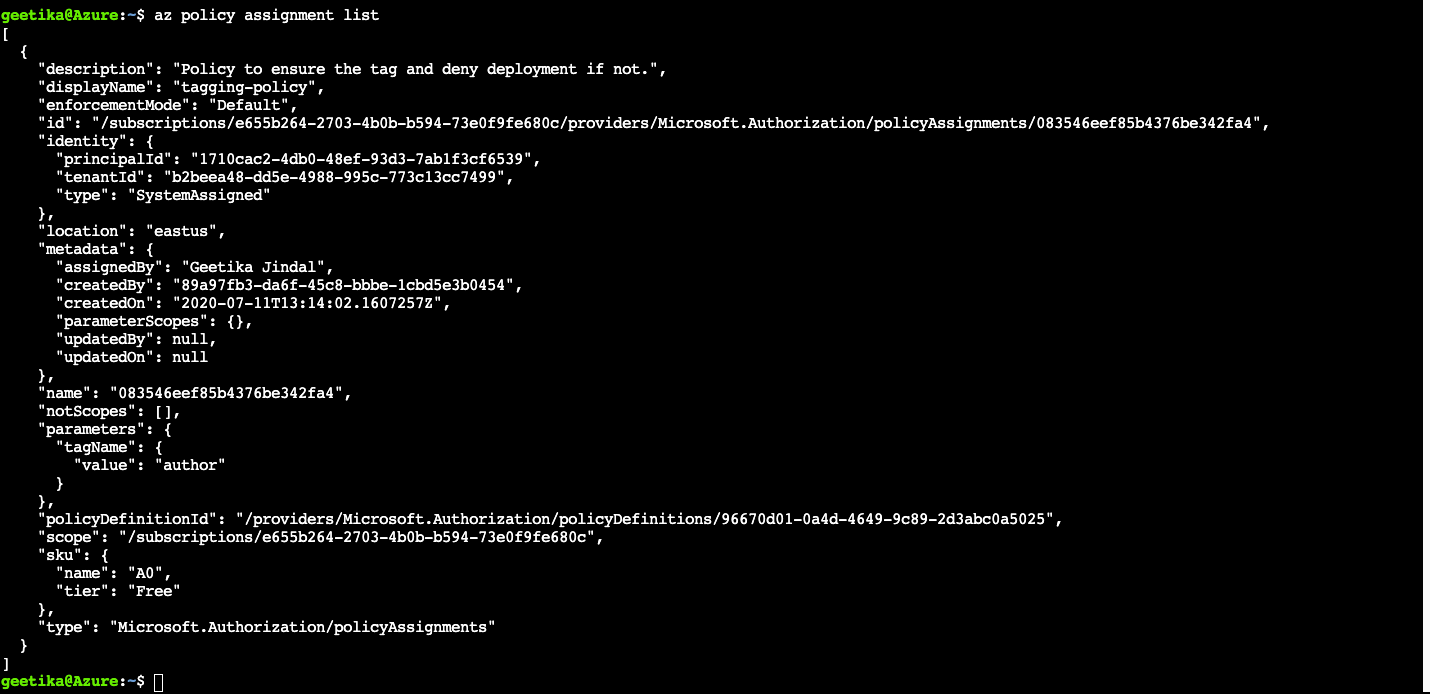 geetika@Azure:~$ az policy assignment list
[
  {
    "description": "Policy to ensure the tag and deny deployment if not.",
    "displayName": "tagging-policy",
    "enforcementMode": "Default",
    "id": "/subscriptions/e655b264-2703-4b0b-b594-73e0f9fe680c/providers/Microsoft.Authorization/policyAssignments/083546eef85b4376be342fa4",
    "identity": {
      "principalId": "1710cac2-4db0-48ef-93d3-7ab1f3cf6539",
      "tenantId": "b2beea48-dd5e-4988-995c-773c13cc7499",
      "type": "SystemAssigned"
    },
    "location": "eastus",
    "metadata": {
      "assignedBy": "Geetika Jindal",
      "createdBy": "89a97fb3-da6f-45c8-bbbe-1cbd5e3b0454",
      "createdOn": "2020-07-11T13:14:02.1607257Z",
      "parameterScopes": {},
      "updatedBy": null,
      "updatedOn": null
    },
    "name": "083546eef85b4376be342fa4",
    "notScopes": [],
    "parameters": {
      "tagName": {
        "value": "author"
      }
    },
    "policyDefinitionId": "/providers/Microsoft.Authorization/policyDefinitions/96670d01-0a4d-4649-9c89-2d3abc0a5025",
    "scope": "/subscriptions/e655b264-2703-4b0b-b594-73e0f9fe680c",
    "sku": {
      "name": "A0",
      "tier": "Free"
    },
    "type": "Microsoft.Authorization/policyAssignments"
  }
]
geetika@Azure:~$